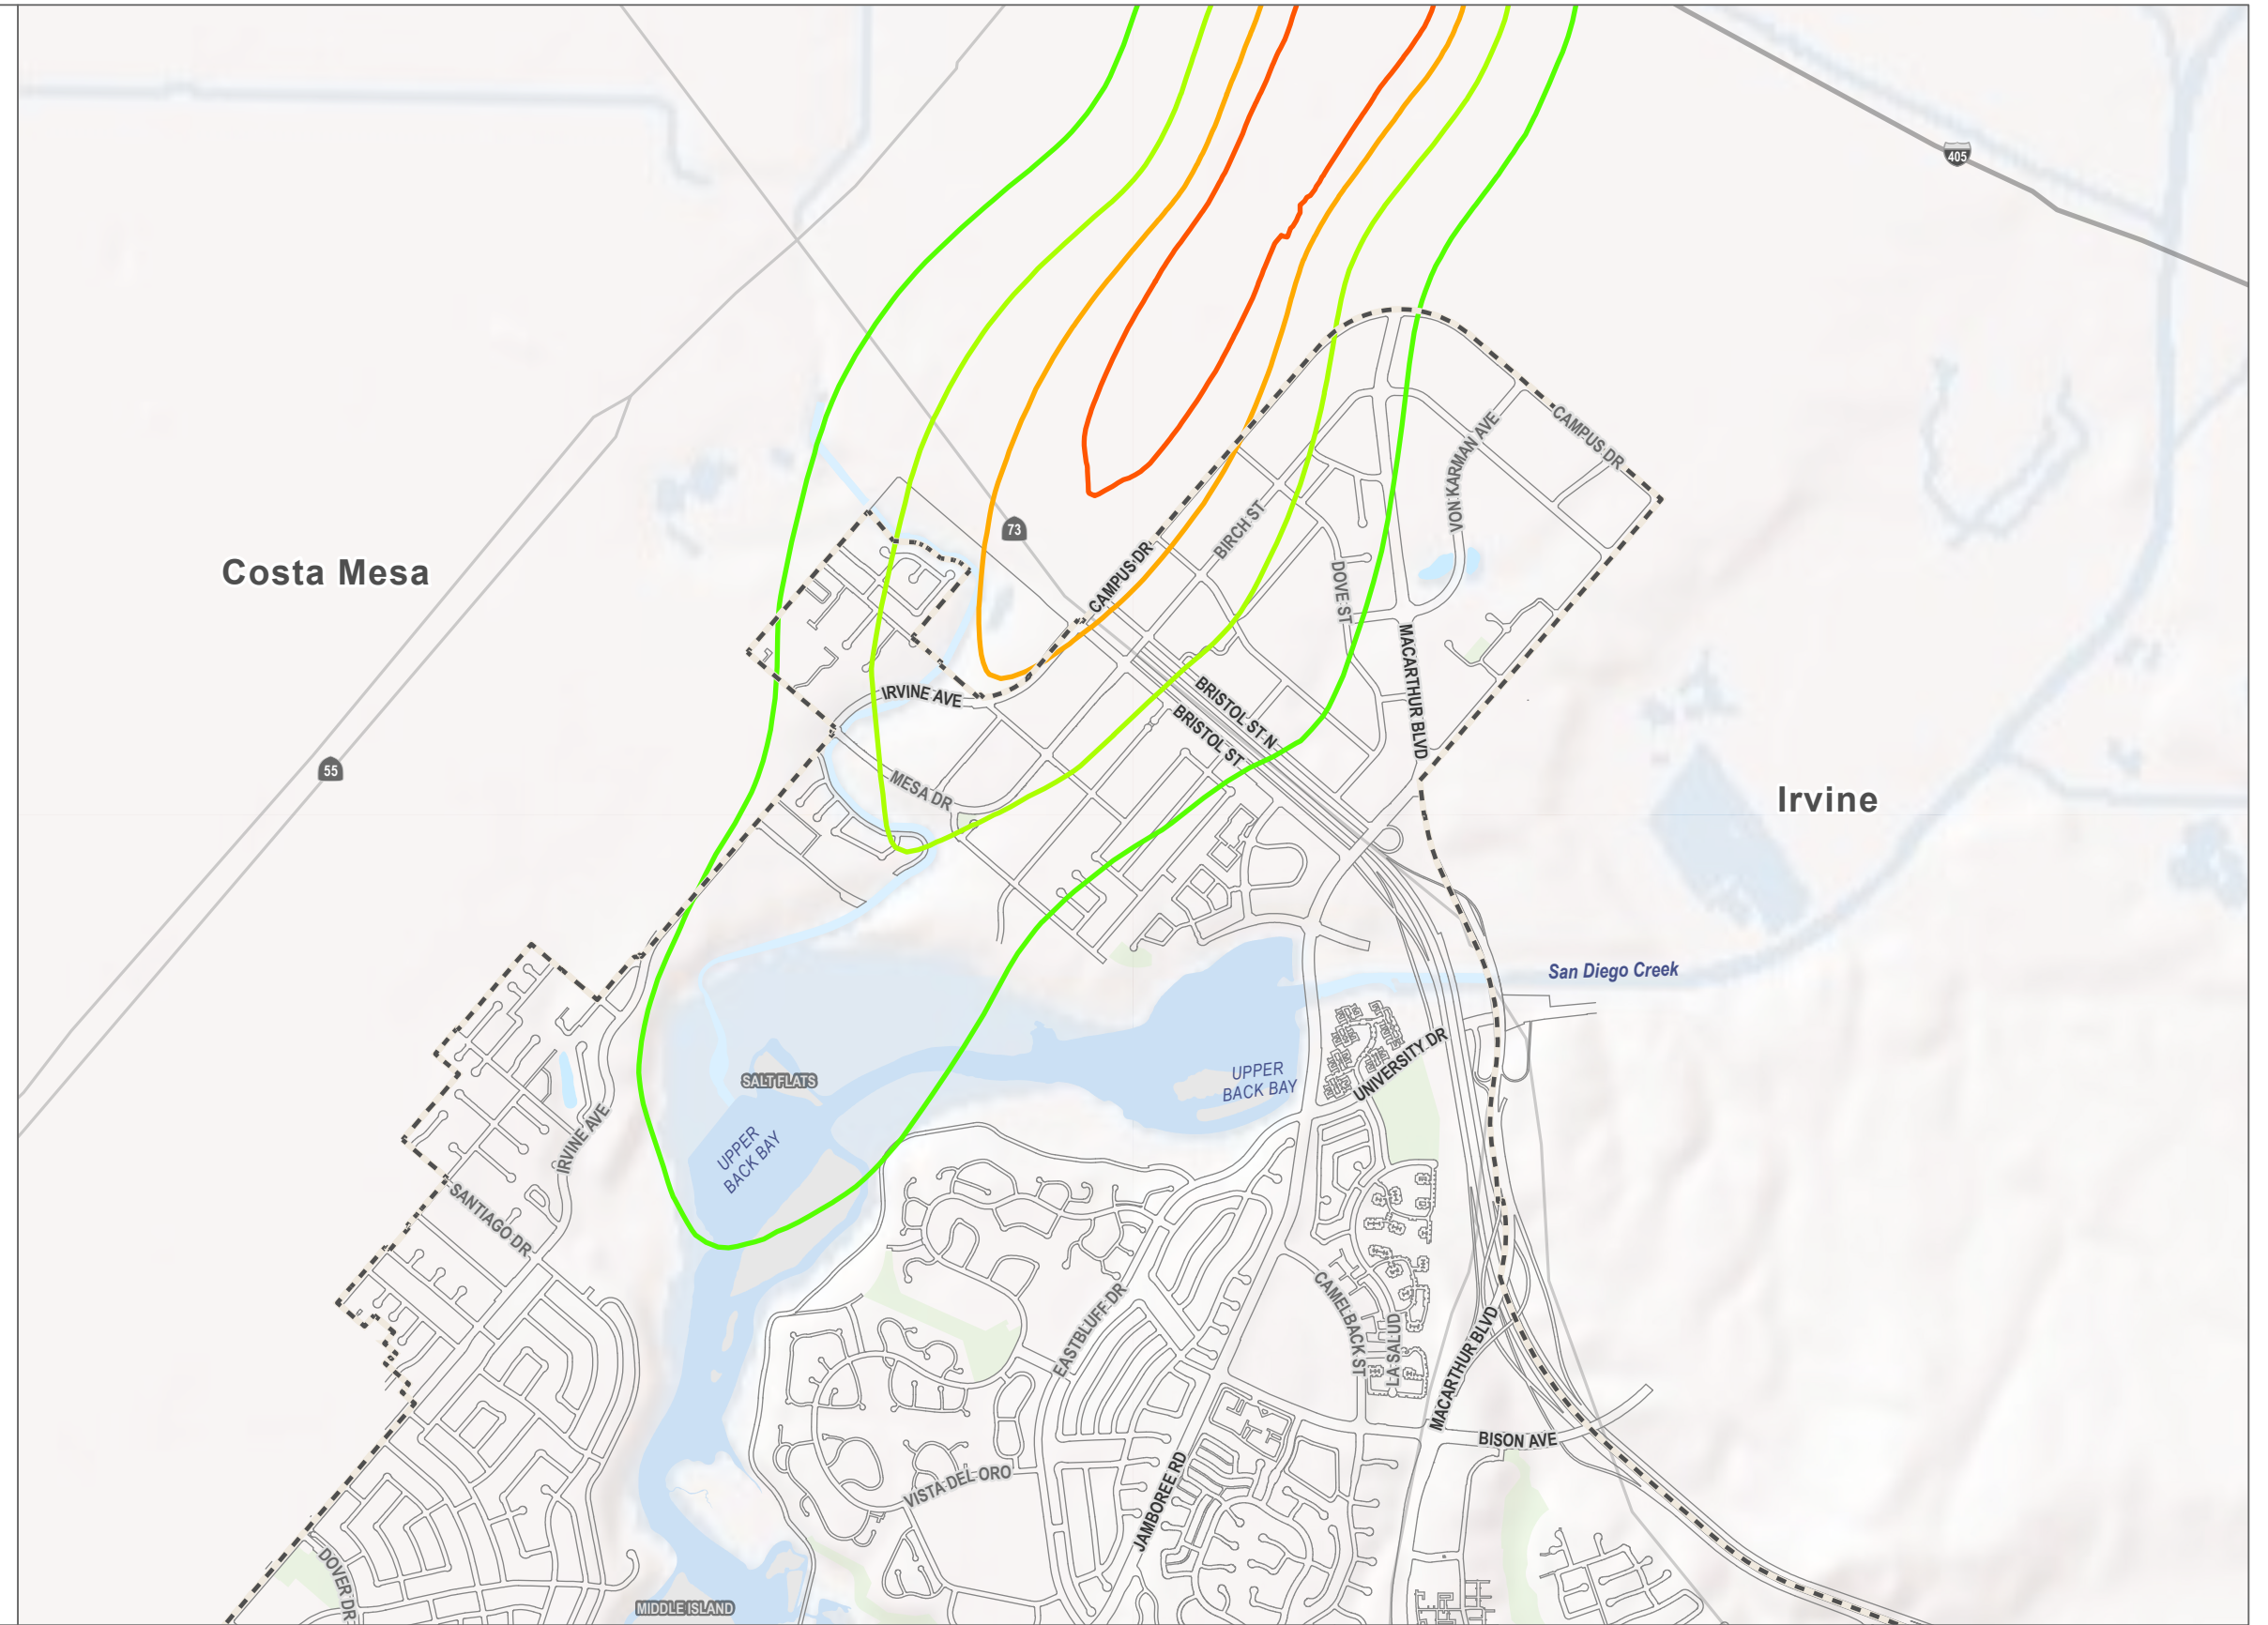 405
CAMPUS DR
VON KARMAN AVE
73
BIRCH ST
Costa Mesa
CAMPUS DR
DOVE ST
MACARTHUR BLVD
IRVINE AVE
BRISTOL ST N
BRISTOL ST
55
MESA DR
Irvine
San Diego Creek
UNIVERSITY DR
SALT FLATS
UPPER
BACK BAY
UPPER
BACK BAY
IRVINE AVE
SANTIAGO DR
CAMELBACK ST
EASTBLUFF DR
LA SALUD
MACARTHUR BLVD
BISON AVE
VISTA DEL ORO
JAMBOREE RD
DOVER DR
MIDDLE ISLAND